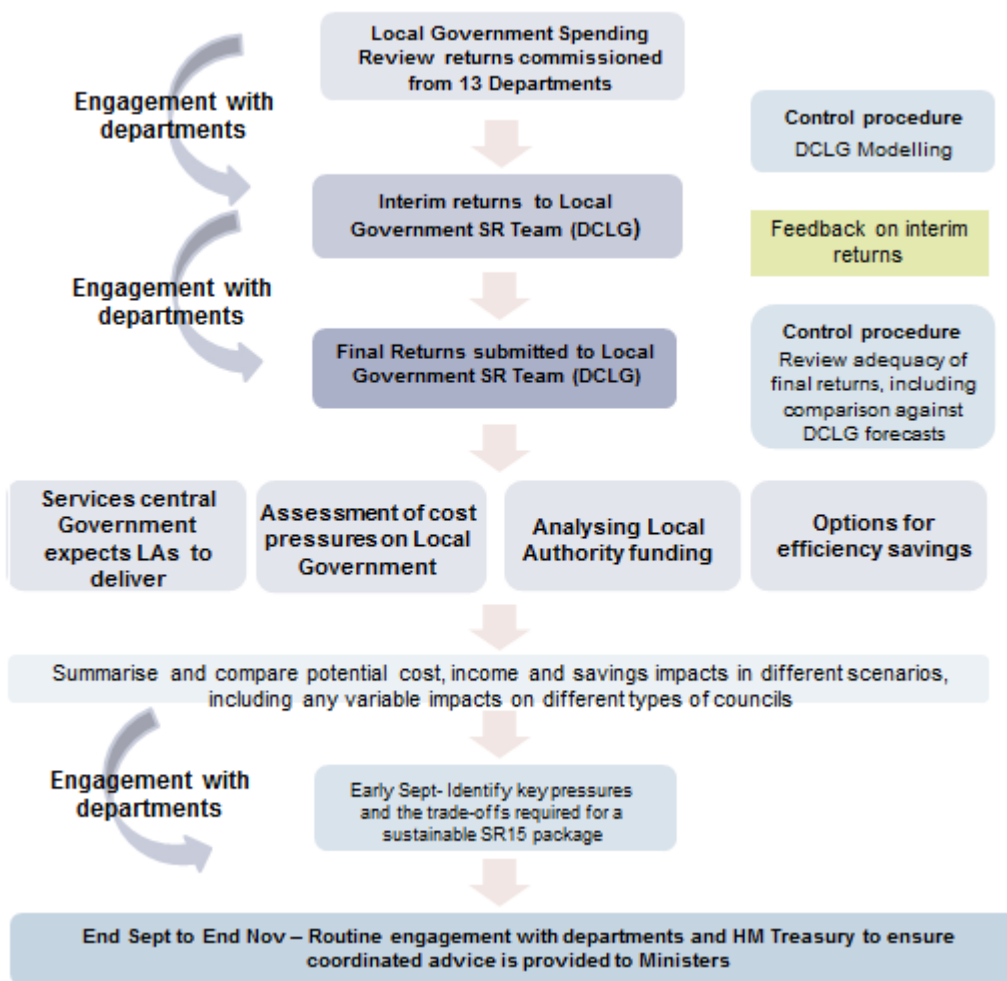 Local Government Spending
Review returns commissioned
from 13 Departments
Engagement with
departments
Control procedure
DCLG Modelling
Interim returns to Local
Government SR Team (DCLG)
Feedback on interim
returns
Engagement with
departments
Final Returns submitted to Local
Government SR Team (DCLG)
Control procedure
Review adequacy of
final returns, including
comparison against
DCLG forecasts
Services central
Government
expects LAs to
deliver
Assessment of cost
pressures on Local
Government
Analysing Local
Authority funding
Options for
efficiency savings
Summarise and compare potential cost, income and savings impacts in different scenarios,
including any variable impacts on different types of councils
Engagement with
departments
Early Sept- Identify key pressures
and the trade-offs required for a
sustainable SR15 package
End Sept to End Nov – Routine engagement with departments and HM Treasury to ensure
coordinated advice is provided to Ministers